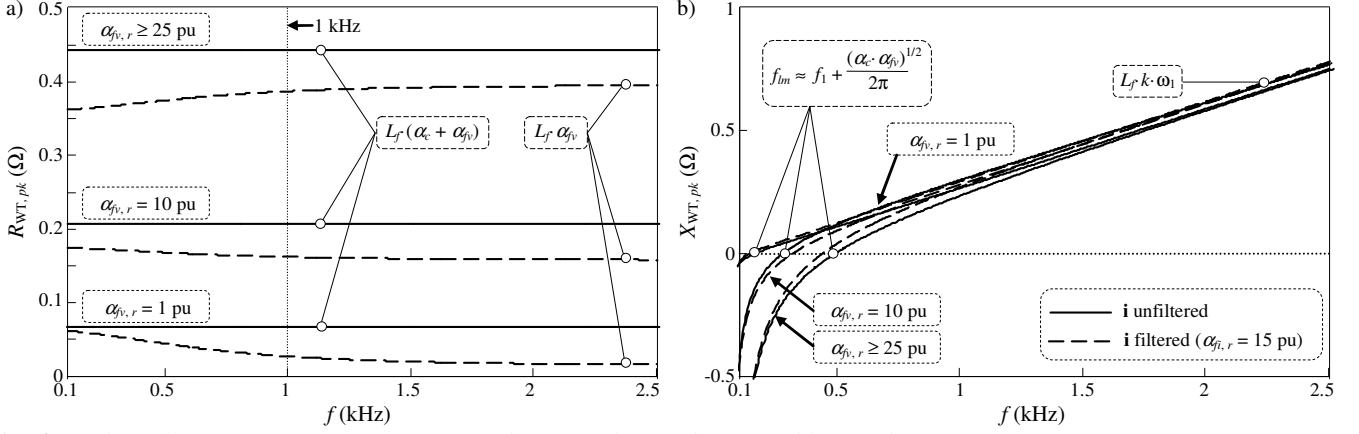 a)
0.5
0.4
0.3
0.2
0.1
0
R_WT, pk (Ω)
α_fv, r ≥ 25 pu
1 kHz
L_f·(α_c + α_fv)
L_f·α_fv
α_fv, r = 10 pu
α_fv, r = 1 pu
0.1 1 1.5 2 2.5
f (kHz)
b)
1
0.5
0
-0.5
X_WT, pk (Ω)
f_lm ≈ f_1 + (α_c·α_fv)^1/2 / 2π
L_f·k·ω_1
α_fv, r = 1 pu
α_fv, r = 10 pu
α_fv, r ≥ 25 pu
i unfiltered
i filtered (α_fi, r = 15 pu)
0.1 0.5 1 1.5 2 2.5
f (kHz)